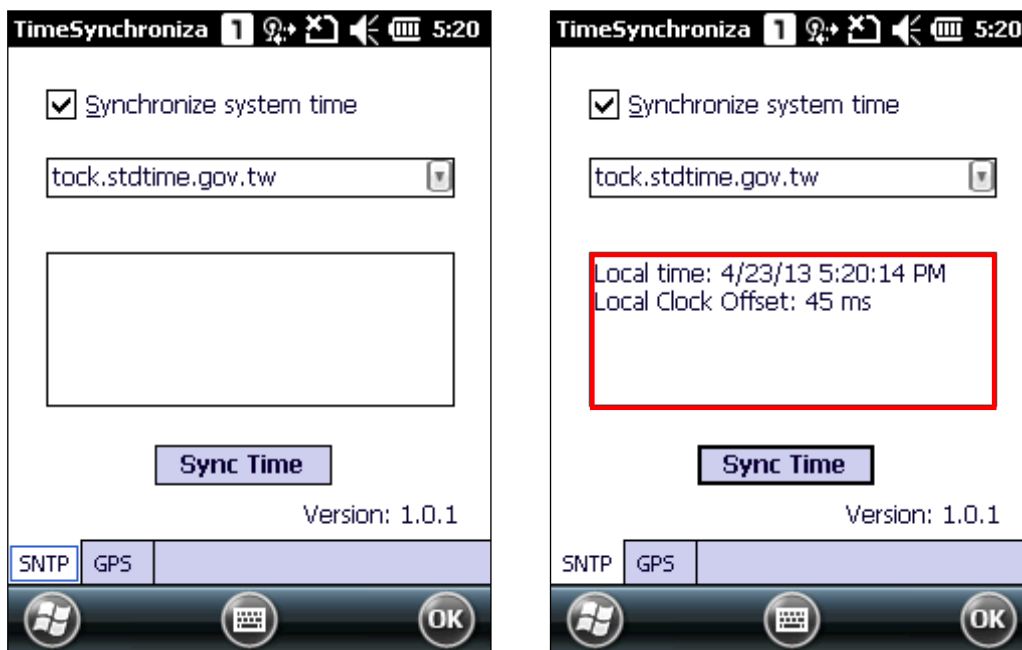 TimeSynchroniza 1 5:20
Synchronize system time
tock.stdtime.gov.tw
Sync Time
Version: 1.0.1
SNTP GPS
OK
TimeSynchroniza 1 5:20
Synchronize system time
tock.stdtime.gov.tw
Local time: 4/23/13 5:20:14 PM
Local Clock Offset: 45 ms
Sync Time
Version: 1.0.1
SNTP GPS
OK